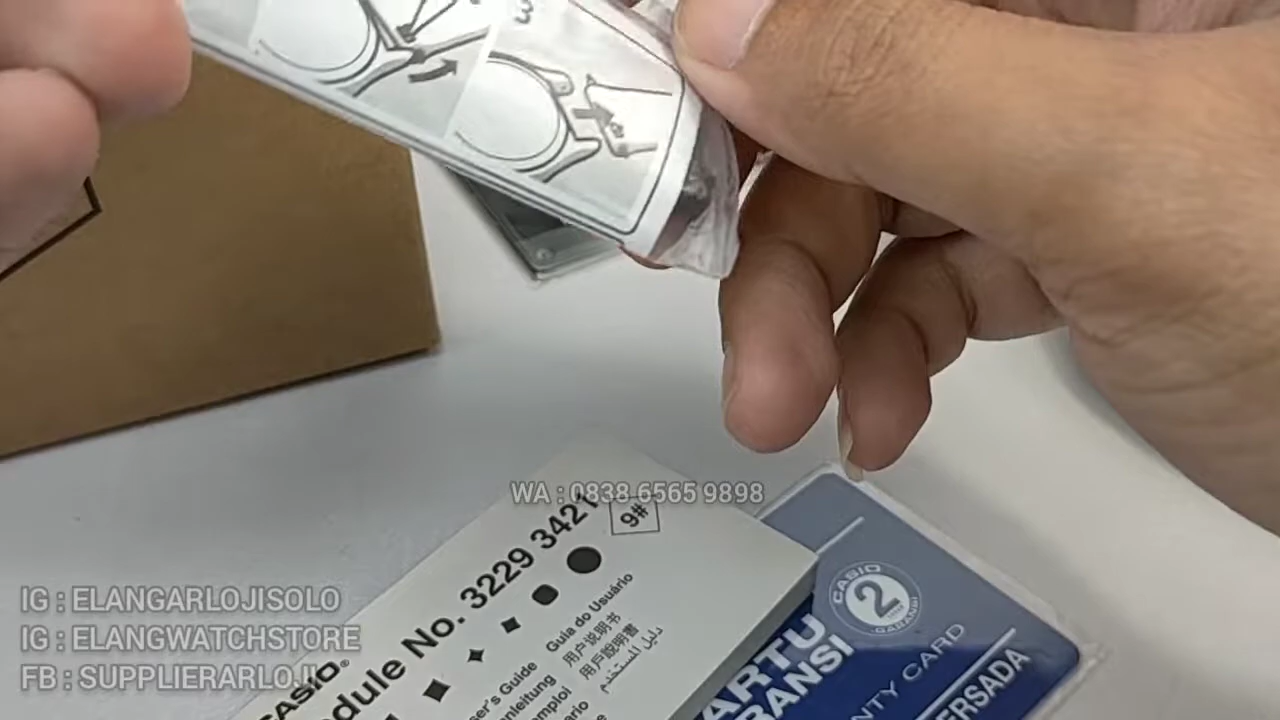 3
WA : 0838 6565 9898
9#
Module No. 3229 3421
CASIO®
User's Guide
Guia do Usuário
用户说明书
用戶說明書
دليل المستخدم
CASIO
2
GARANSI
KARTU
GARANSI
WARRANTY CARD
IG : ELANGARLOJISOLO
IG : ELANGWATCHSTORE
FB : SUPPLIERARLOJI